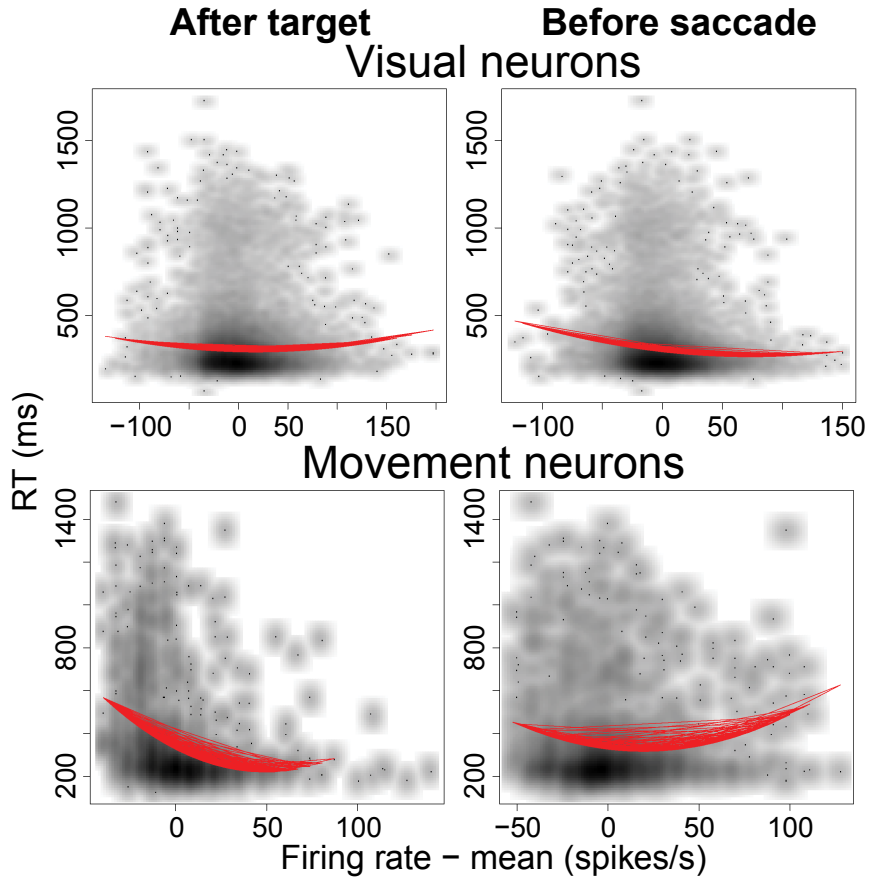 After target Before saccade
Visual neurons
1500
1000
500
−100 0 50 150
1500
1000
500
−100 0 50 150
RT (ms)
Movement neurons
1400
800
200
0 50 100
1400
800
200
−50 0 50 100
Firing rate − mean (spikes/s)